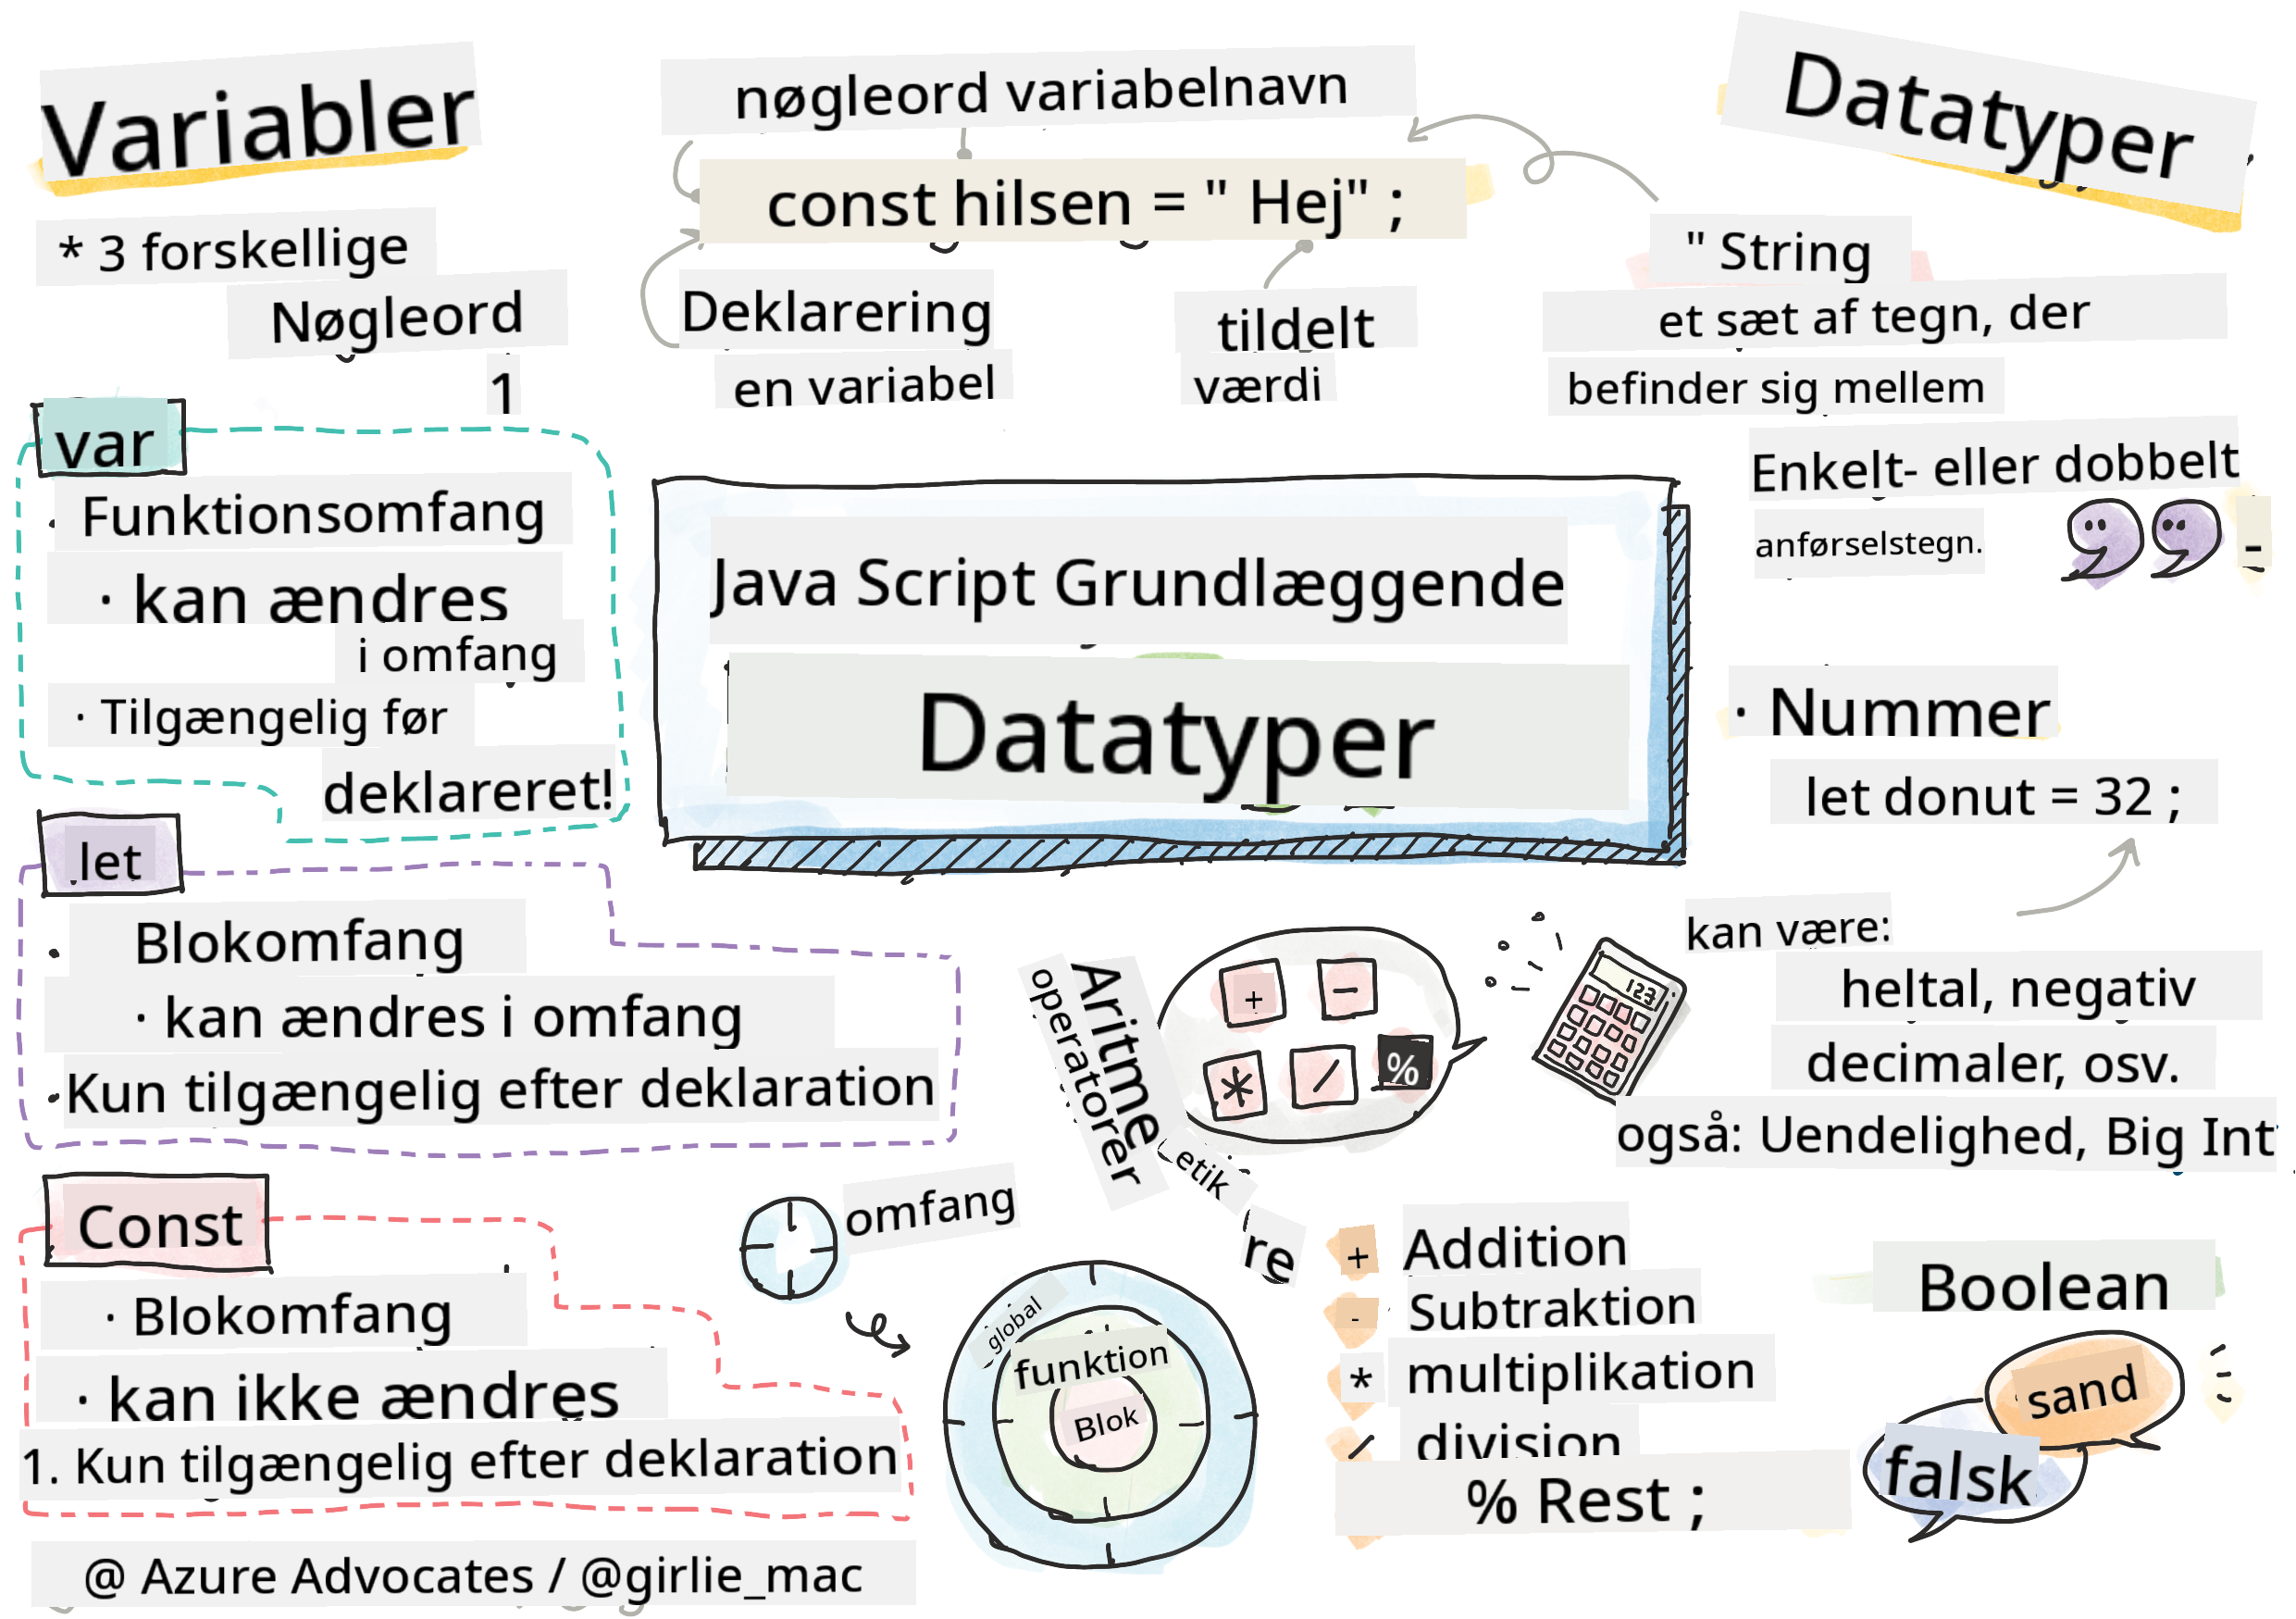 Variabler
* 3 forskellige
Nøgleord
1
var
Funktionsomfang
· kan ændres
i omfang
· Tilgængelig før
deklareret!
let
Blokomfang
· kan ændres i omfang
Kun tilgængelig efter deklaration
Const
· Blokomfang
· kan ikke ændres
1. Kun tilgængelig efter deklaration
@ Azure Advocates / @girlie_mac
nøgleord variabelnavn
const hilsen = " Hej" ;
Deklarering
en variabel
tildelt
værdi
Java Script Grundlæggende
Datatyper
Aritme
operatorer
etik
re
+
-
*
/
%
123
omfang
global
funktion
Blok
+ Addition
- Subtraktion
* multiplikation
/ division
% Rest ;
Datatyper
" String
et sæt af tegn, der
befinder sig mellem
Enkelt- eller dobbelt
anførselstegn.
-
· Nummer
let donut = 32 ;
kan være:
heltal, negativ
decimaler, osv.
også: Uendelighed, Big Int
Boolean
sand
falsk